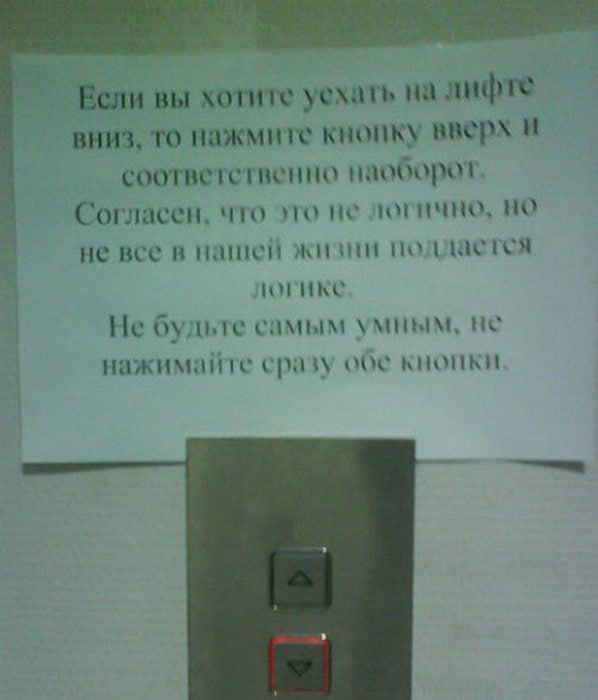 Если вы хотите уехать на лифте
вниз, то нажмите кнопку вверх и
соответственно наоборот.
Согласен, что это не логично, но
не все в нашей жизни поддается
логике.
Не будьте самым умным, не
нажимайте сразу обе кнопки.